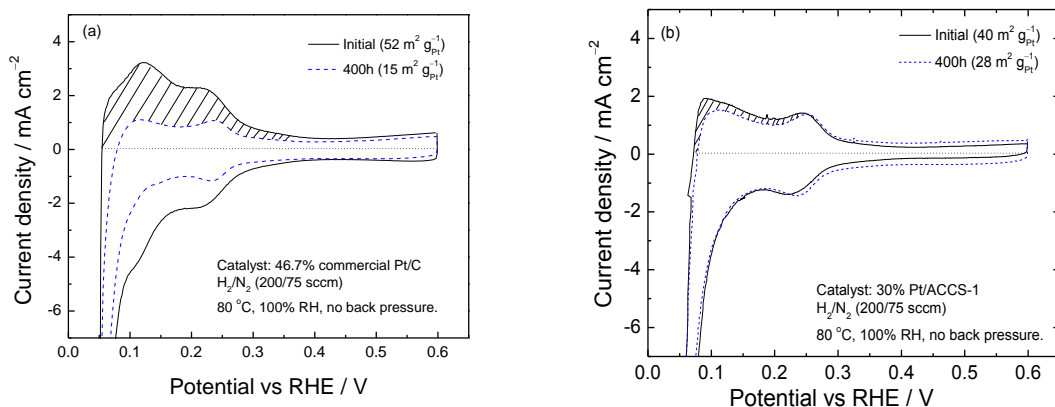 (a)
Initial (52 m² g⁻¹Pt)
400h (15 m² g⁻¹Pt)
Current density / mA cm⁻²
4
2
0
-2
-4
-6
Catalyst: 46.7% commercial Pt/C
H₂/N₂ (200/75 sccm)
80 °C, 100% RH, no back pressure.
0.0 0.1 0.2 0.3 0.4 0.5 0.6
Potential vs RHE / V
(b)
Initial (40 m² g⁻¹Pt)
400h (28 m² g⁻¹Pt)
Current density / mA cm⁻²
4
2
0
-2
-4
-6
Catalyst: 30% Pt/ACCS-1
H₂/N₂ (200/75 sccm)
80 °C, 100% RH, no back pressure.
0.0 0.1 0.2 0.3 0.4 0.5 0.6
Potential vs RHE / V